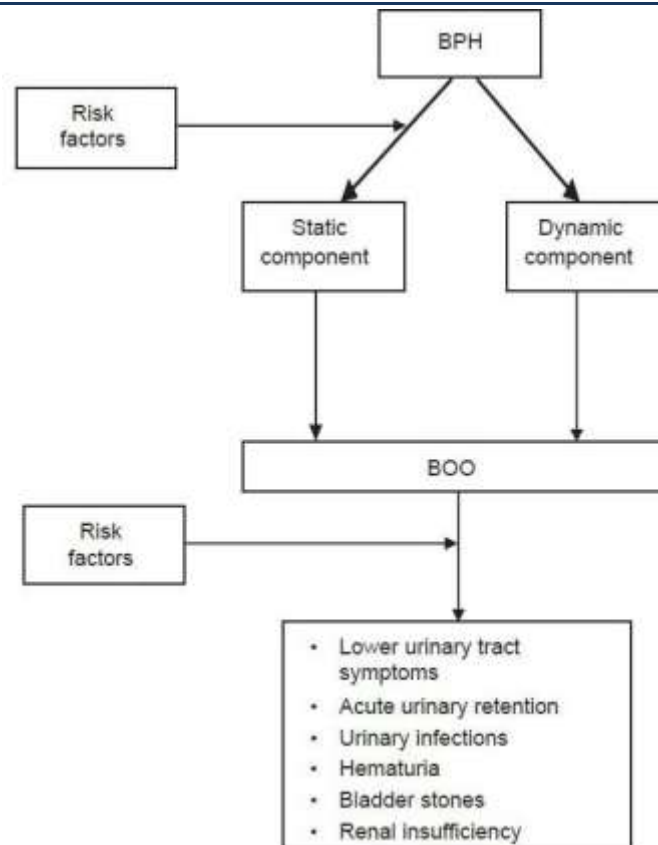 BPH
Risk
factors
Static
component
Dynamic
component
BOO
Risk
factors
• Lower urinary tract
symptoms
• Acute urinary retention
• Urinary infections
• Hematuria
• Bladder stones
• Renal insufficiency